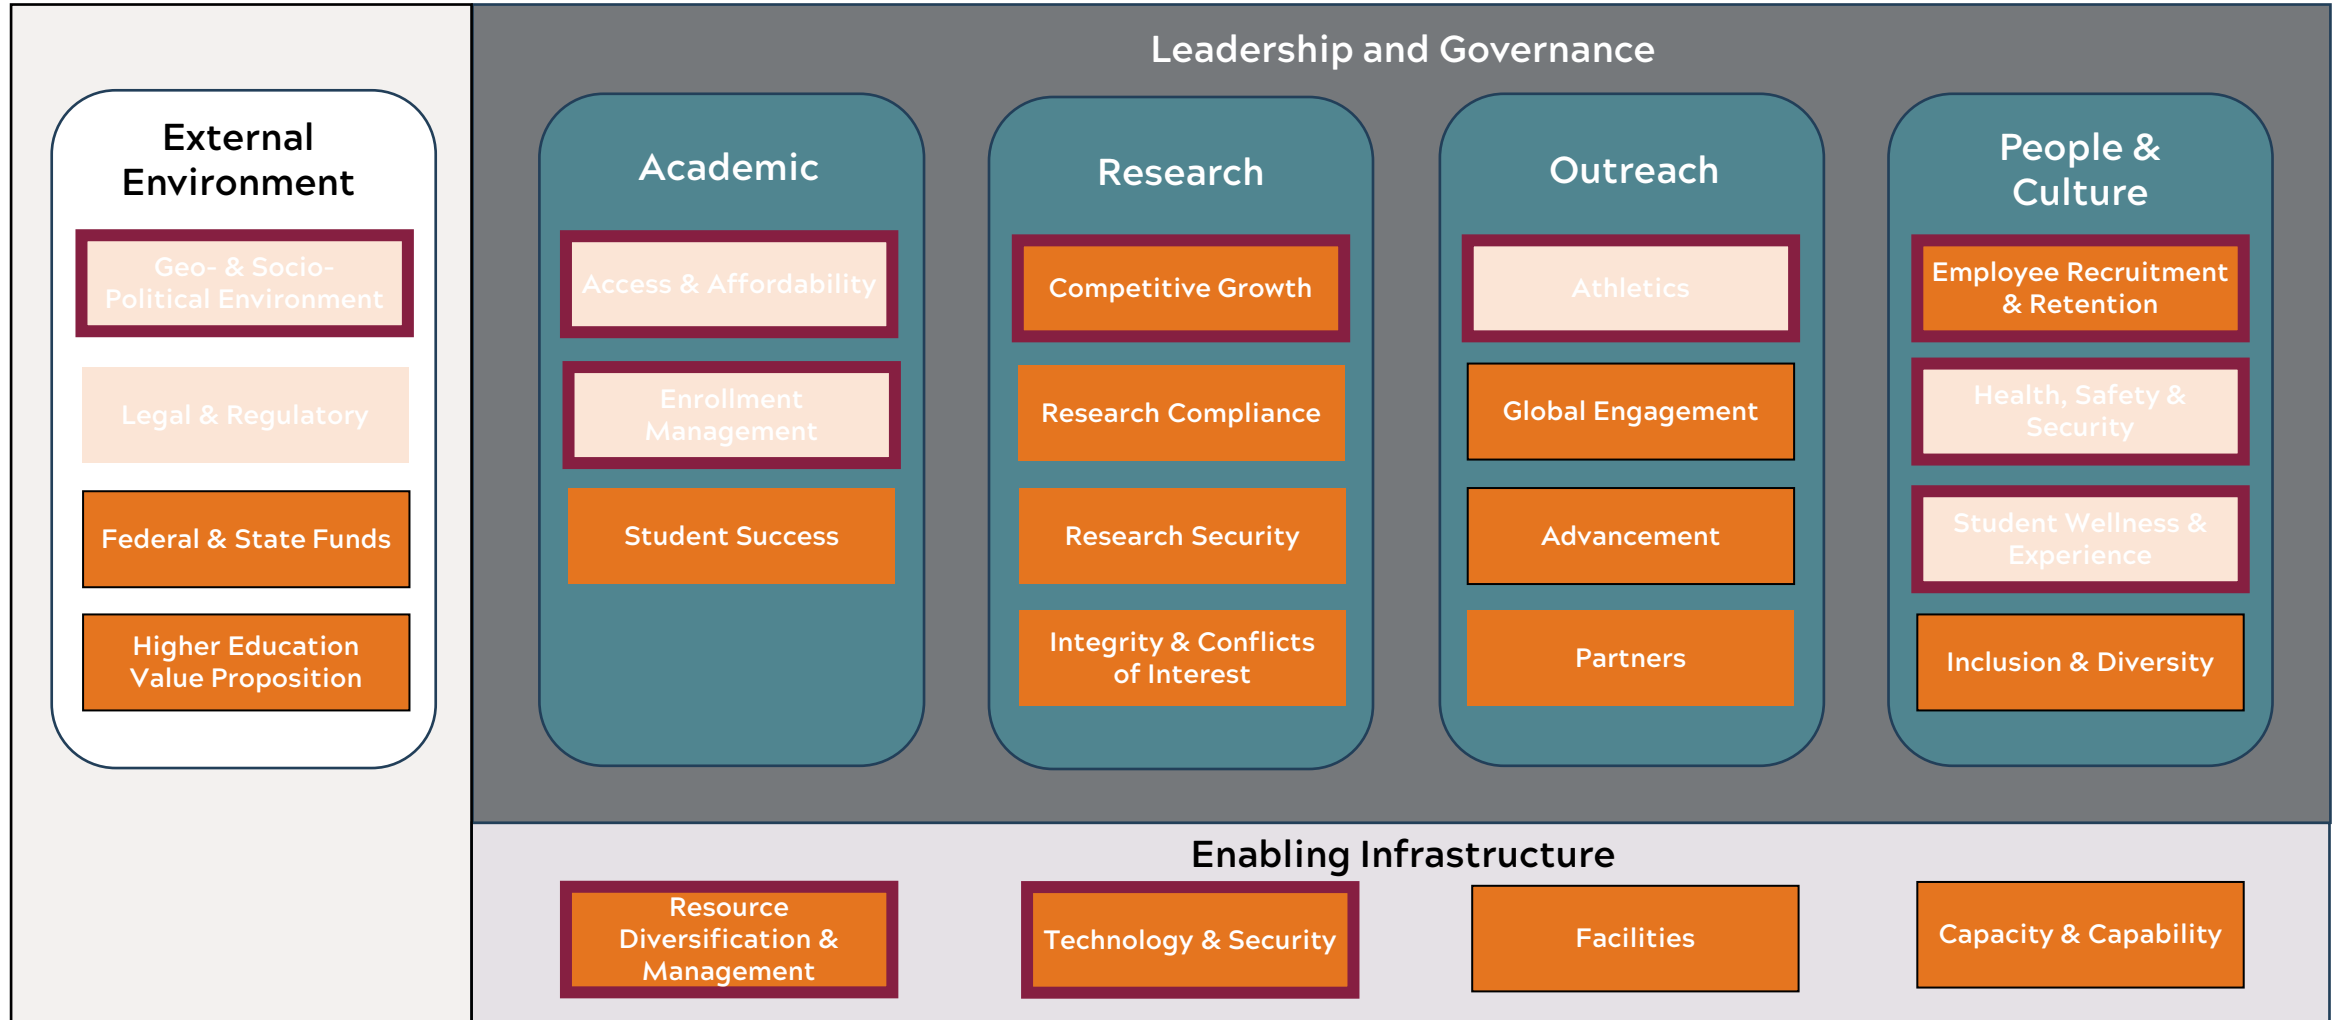 Leadership and Governance
External
Environment
Geo- & Socio-
Political Environment
Legal & Regulatory
Federal & State Funds
Higher Education
Value Proposition
Academic
Access & Affordability
Enrollment
Management
Student Success
Research
Competitive Growth
Research Compliance
Research Security
Integrity & Conflicts
of Interest
Outreach
Athletics
Global Engagement
Advancement
Partners
People &
Culture
Employee Recruitment
& Retention
Health, Safety &
Security
Student Wellness &
Experience
Inclusion & Diversity
Enabling Infrastructure
Resource
Diversification &
Management
Technology & Security
Facilities
Capacity & Capability